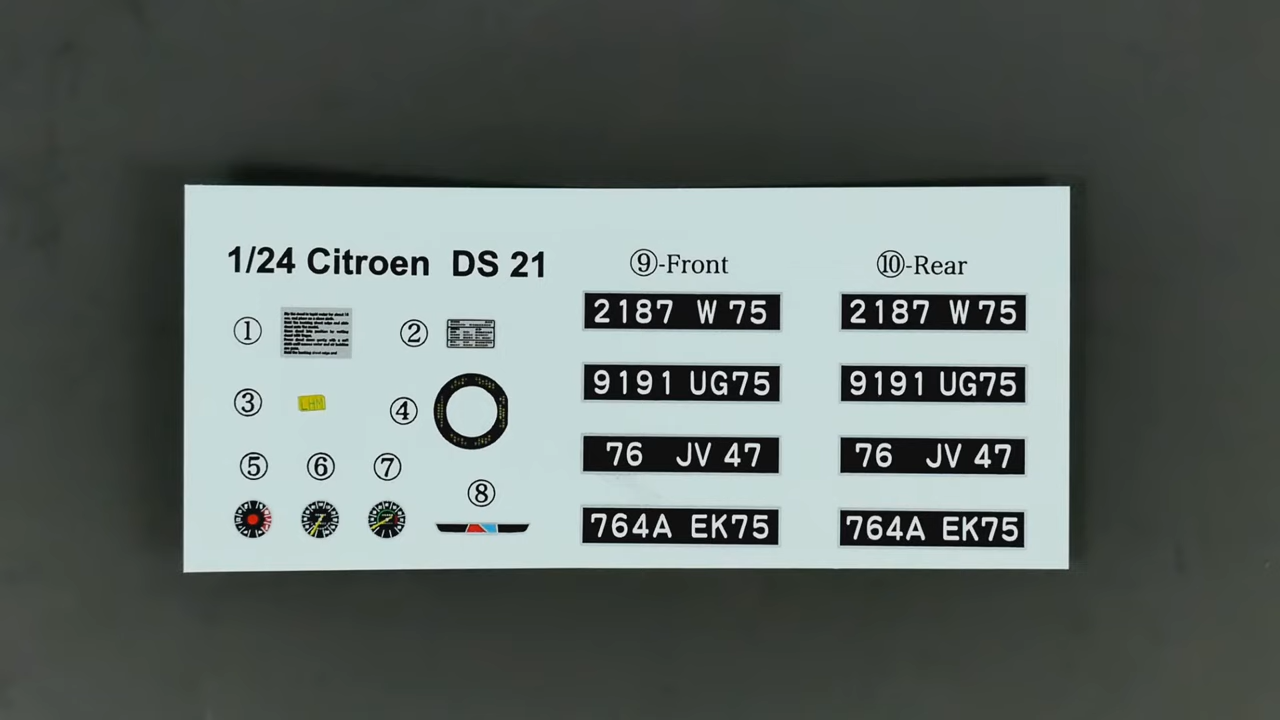 1/24 Citroen DS 21
① ②
③ LHM ④
⑤ ⑥ ⑦ ⑧
⑨-Front
2187 W 75
9191 UG75
76 JV 47
764A EK75
⑩-Rear
2187 W 75
9191 UG75
76 JV 47
764A EK75